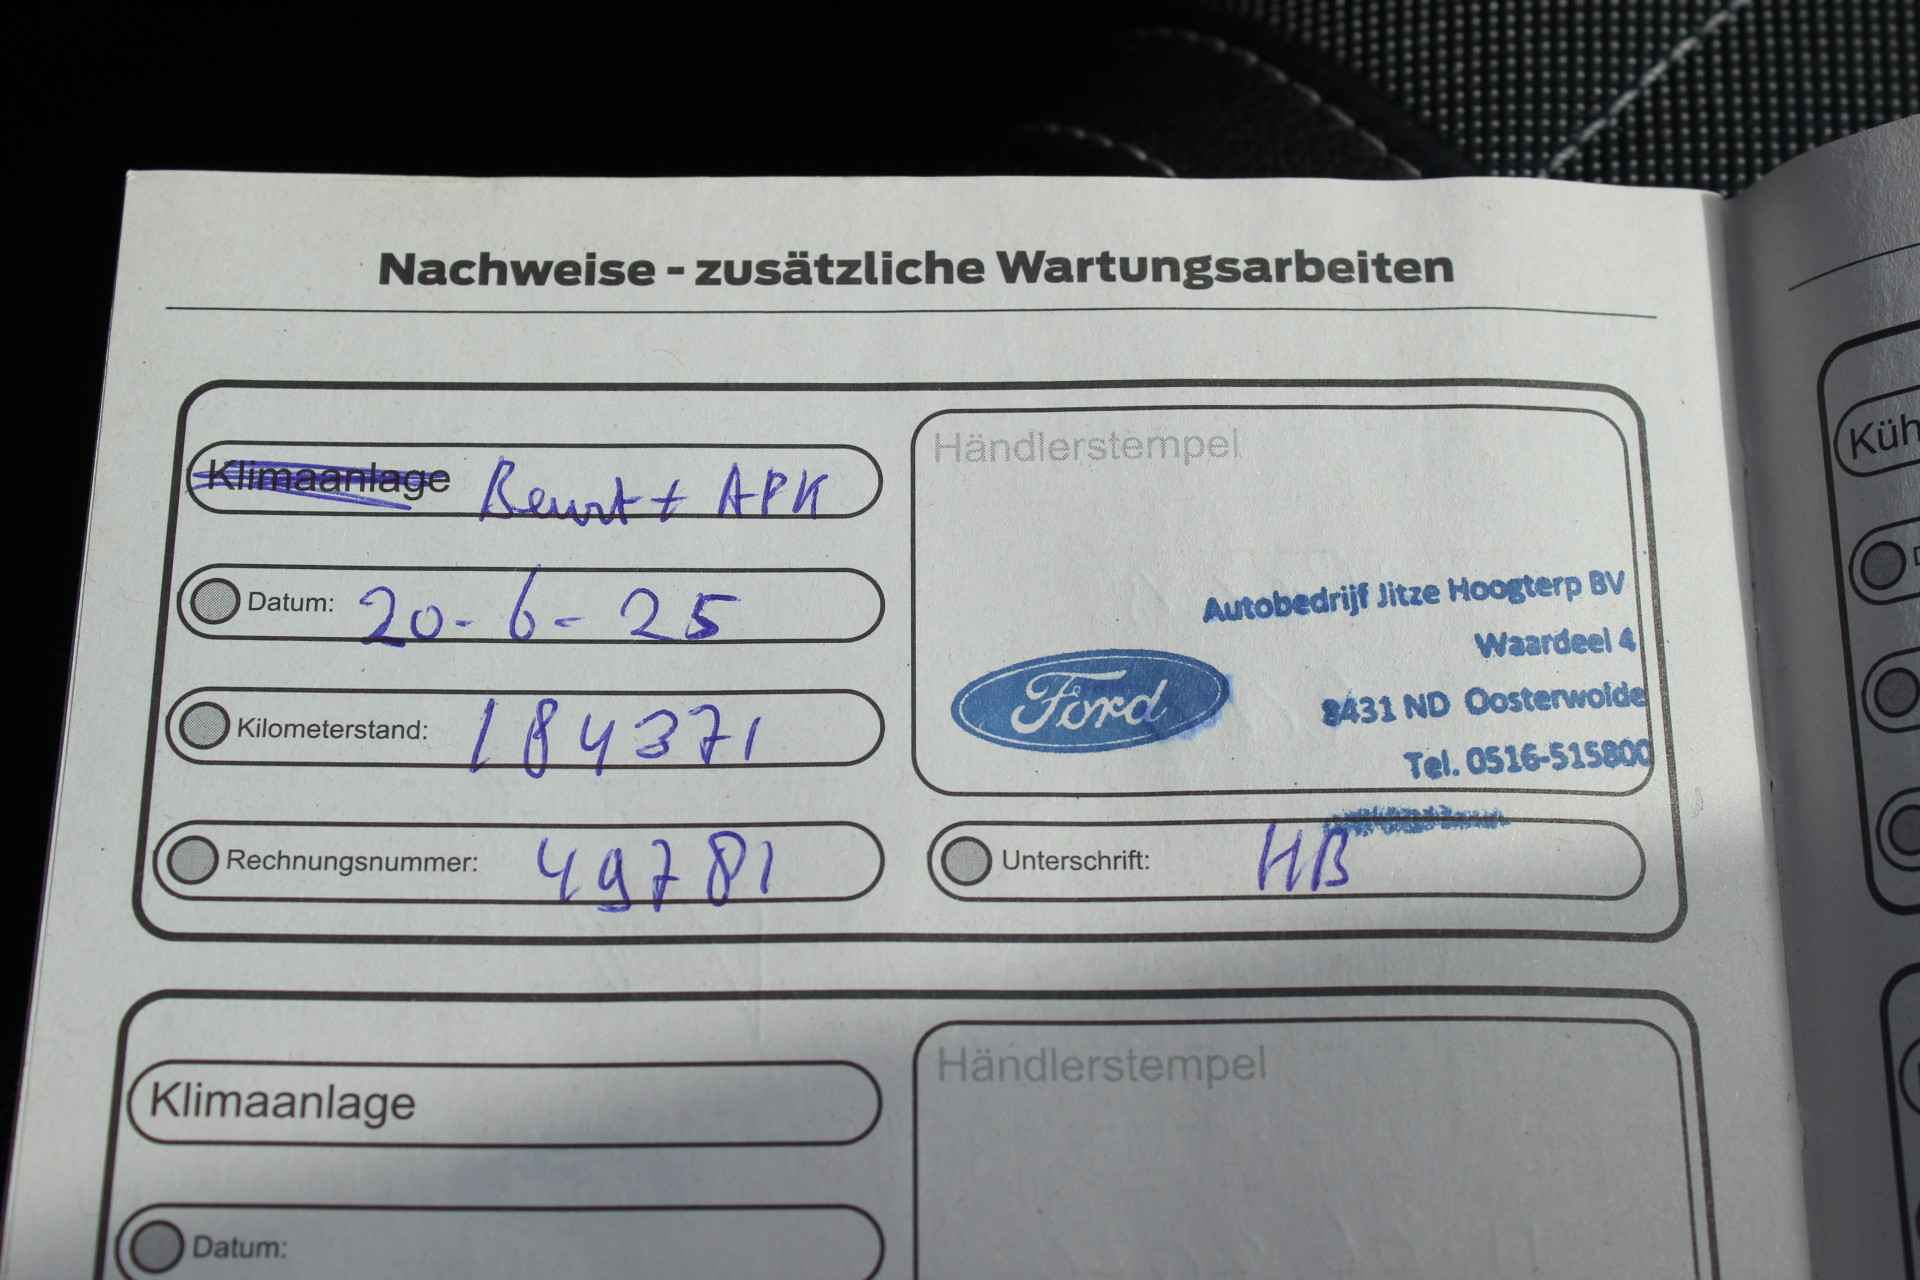 Nachweise - zusätzliche Wartungsarbeiten
Klimaanlage Beurt + APK
Händlerstempel
Datum: 20-6-25
Autobedrijf Jitze Hoogterp BV
Waardeel 4
Ford
8431 ND Oosterwolde
Kilometerstand: 184371
Tel. 0516-515800
Rechnungsnummer: 49781
Unterschrift: HB
Klimaanlage
Händlerstempel
Datum:
Küh